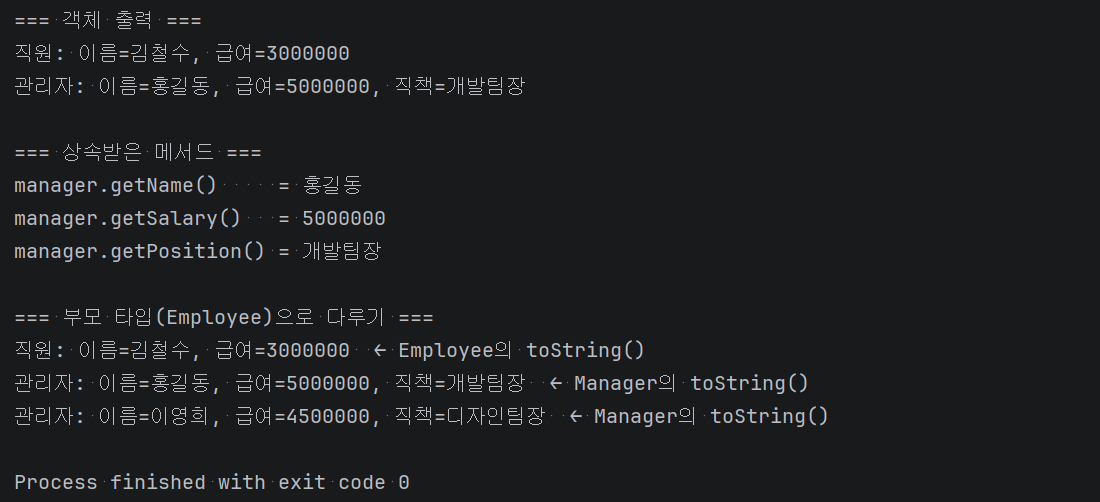 === 객체 출력 ===
직원: 이름=김철수, 급여=3000000
관리자: 이름=홍길동, 급여=5000000, 직책=개발팀장
=== 상속받은 메서드 ===
manager.getName()     = 홍길동
manager.getSalary()   = 5000000
manager.getPosition() = 개발팀장
=== 부모 타입(Employee)으로 다루기 ===
직원: 이름=김철수, 급여=3000000  ← Employee의 toString()
관리자: 이름=홍길동, 급여=5000000, 직책=개발팀장  ← Manager의 toString()
관리자: 이름=이영희, 급여=4500000, 직책=디자인팀장  ← Manager의 toString()
Process finished with exit code 0